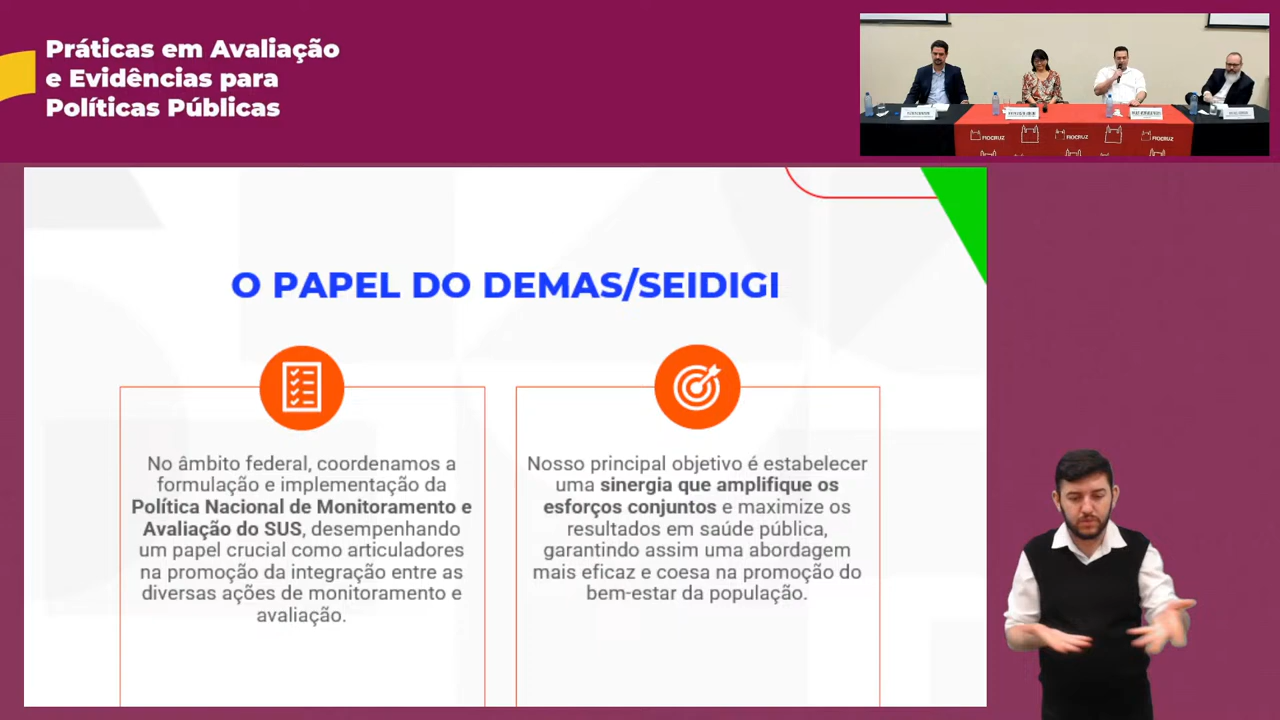 Práticas em Avaliação
e Evidências para
Políticas Públicas
FIOCRUZ
FIOCRUZ
FIOCRUZ
O PAPEL DO DEMAS/SEIDIGI
No âmbito federal, coordenamos a
formulação e implementação da
Política Nacional de Monitoramento e
Avaliação do SUS, desempenhando
um papel crucial como articuladores
na promoção da integração entre as
diversas ações de monitoramento e
avaliação.
Nosso principal objetivo é estabelecer
uma sinergia que amplifique os
esforços conjuntos e maximize os
resultados em saúde pública,
garantindo assim uma abordagem
mais eficaz e coesa na promoção do
bem-estar da população.